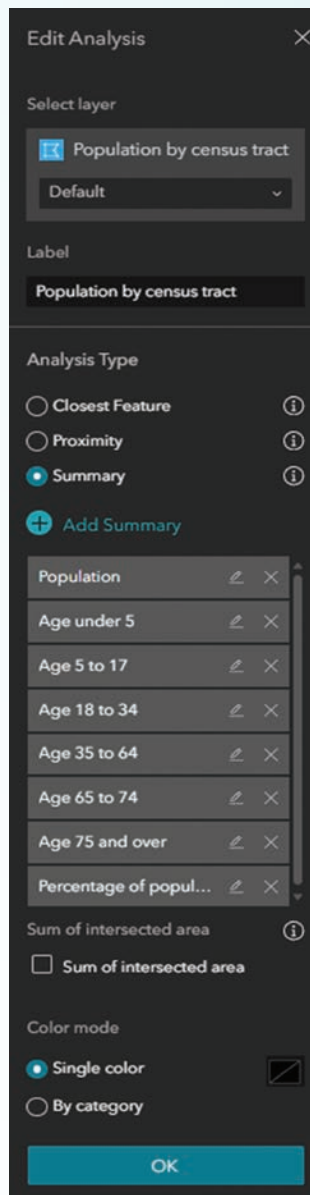 Edit Analysis
Select layer
Population by census tract
Default
Label
Population by census tract
Analysis Type
Closest Feature
Proximity
Summary
Add Summary
Population
Age under 5
Age 5 to 17
Age 18 to 34
Age 35 to 64
Age 65 to 74
Age 75 and over
Percentage of popul...
Sum of intersected area
Sum of intersected area
Color mode
Single color
By category
OK